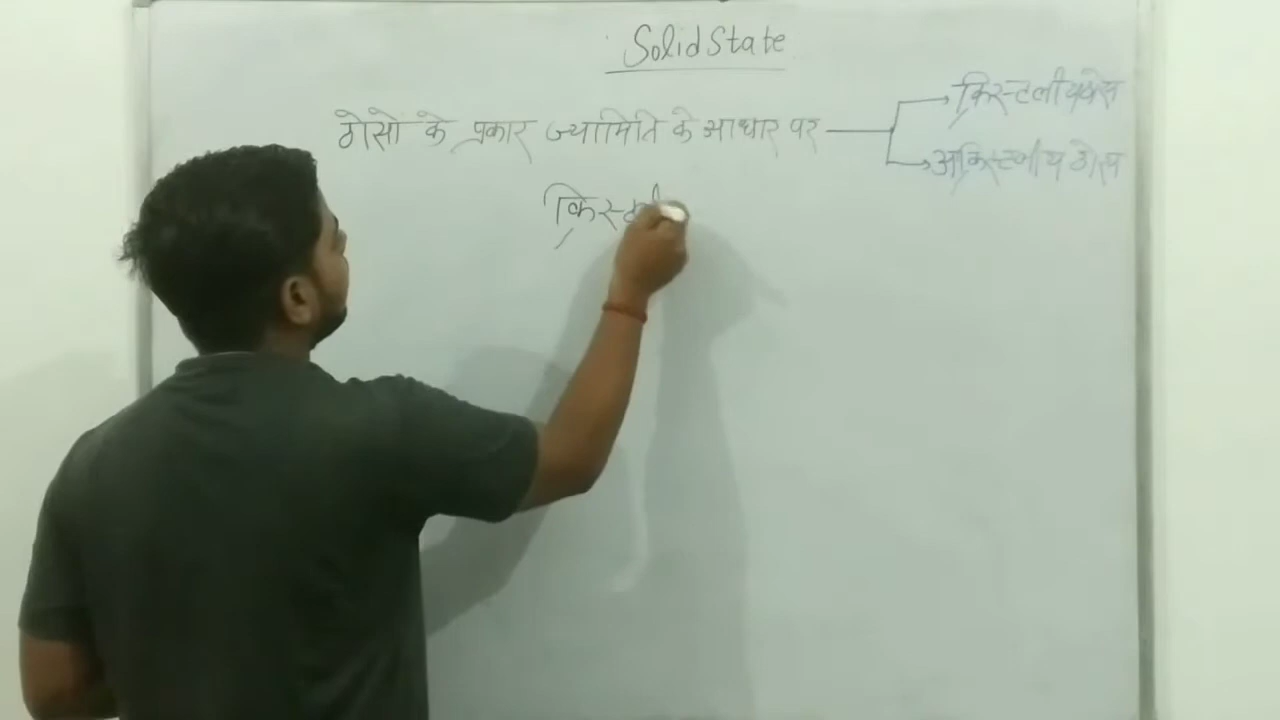 Solid State
ठोसो के प्रकार ज्यामिति के आधार पर
क्रिस्टलीय ठोस
अक्रिस्टलीय ठोस
क्रिस्ट